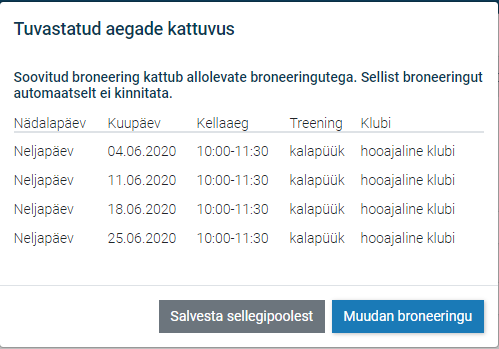 Tuvastatud aegade kattuvus
Soovitud broneering kattub allolevate broneeringutega. Sellist broneeringut
automaatselt ei kinnitata.
Nädalapäev Kuupäev Kellaaeg Treening Klubi
Neljapäev 04.06.2020 10:00-11:30 kalapüük hooajaline klubi
Neljapäev 11.06.2020 10:00-11:30 kalapüük hooajaline klubi
Neljapäev 18.06.2020 10:00-11:30 kalapüük hooajaline klubi
Neljapäev 25.06.2020 10:00-11:30 kalapüük hooajaline klubi
Salvesta sellegipoolest Muudan broneeringu